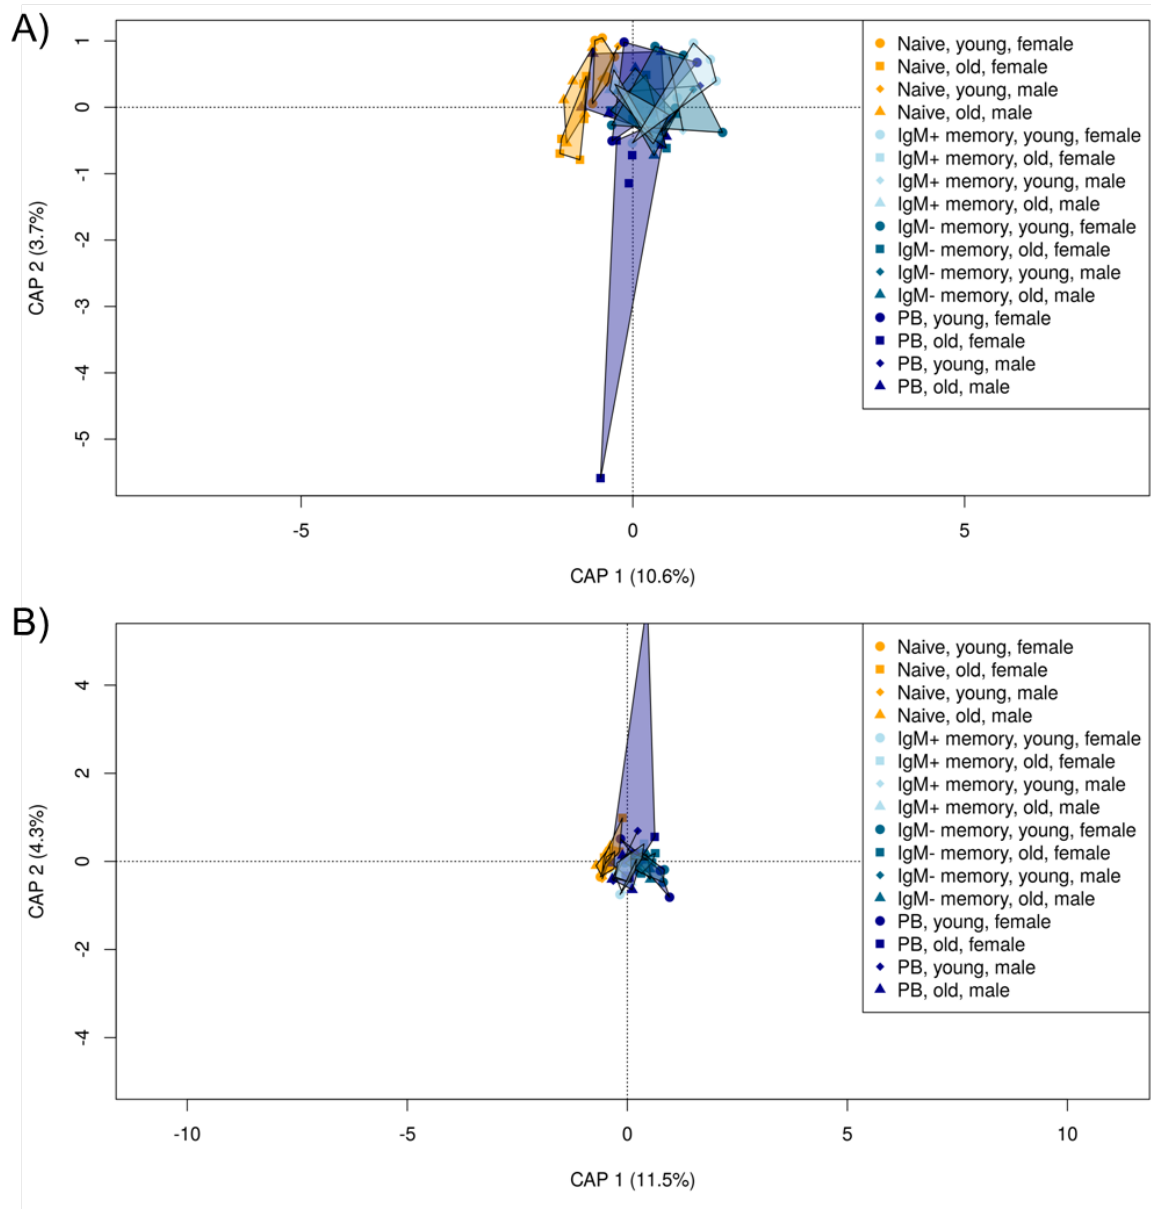 A)
1
0
-1
-2
-3
-4
-5
CAP 2 (3.7%)
Naive, young, female
Naive, old, female
Naive, young, male
Naive, old, male
IgM+ memory, young, female
IgM+ memory, old, female
IgM+ memory, young, male
IgM+ memory, old, male
IgM- memory, young, female
IgM- memory, old, female
IgM- memory, young, male
IgM- memory, old, male
PB, young, female
PB, old, female
PB, young, male
PB, old, male
-5 0 5
CAP 1 (10.6%)
B)
4
2
0
-2
-4
CAP 2 (4.3%)
Naive, young, female
Naive, old, female
Naive, young, male
Naive, old, male
IgM+ memory, young, female
IgM+ memory, old, female
IgM+ memory, young, male
IgM+ memory, old, male
IgM- memory, young, female
IgM- memory, old, female
IgM- memory, young, male
IgM- memory, old, male
PB, young, female
PB, old, female
PB, young, male
PB, old, male
-10 -5 0 5 10
CAP 1 (11.5%)